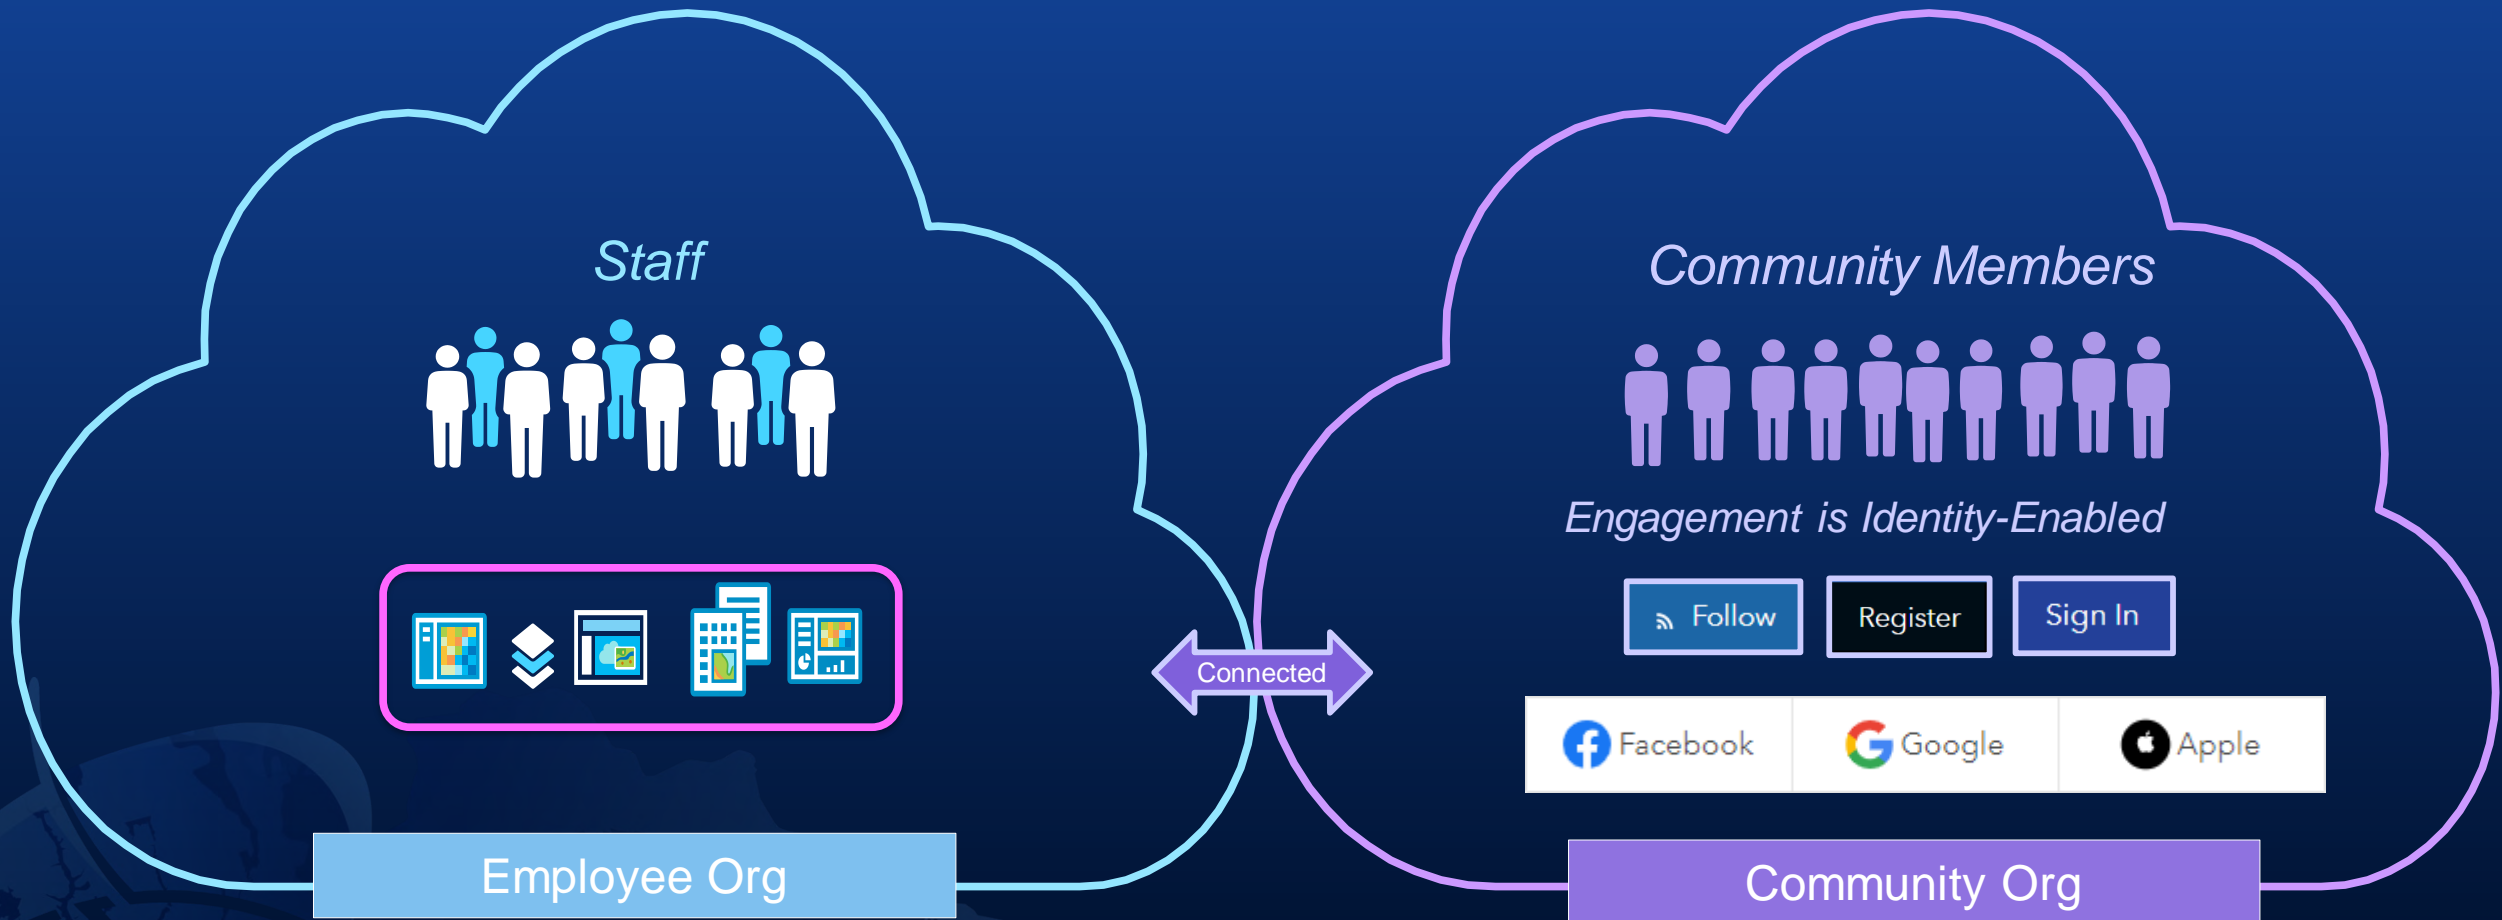 Staff
Employee Org
Connected
Community Members
Engagement is Identity-Enabled
Follow
Register
Sign In
Facebook
Google
Apple
Community Org